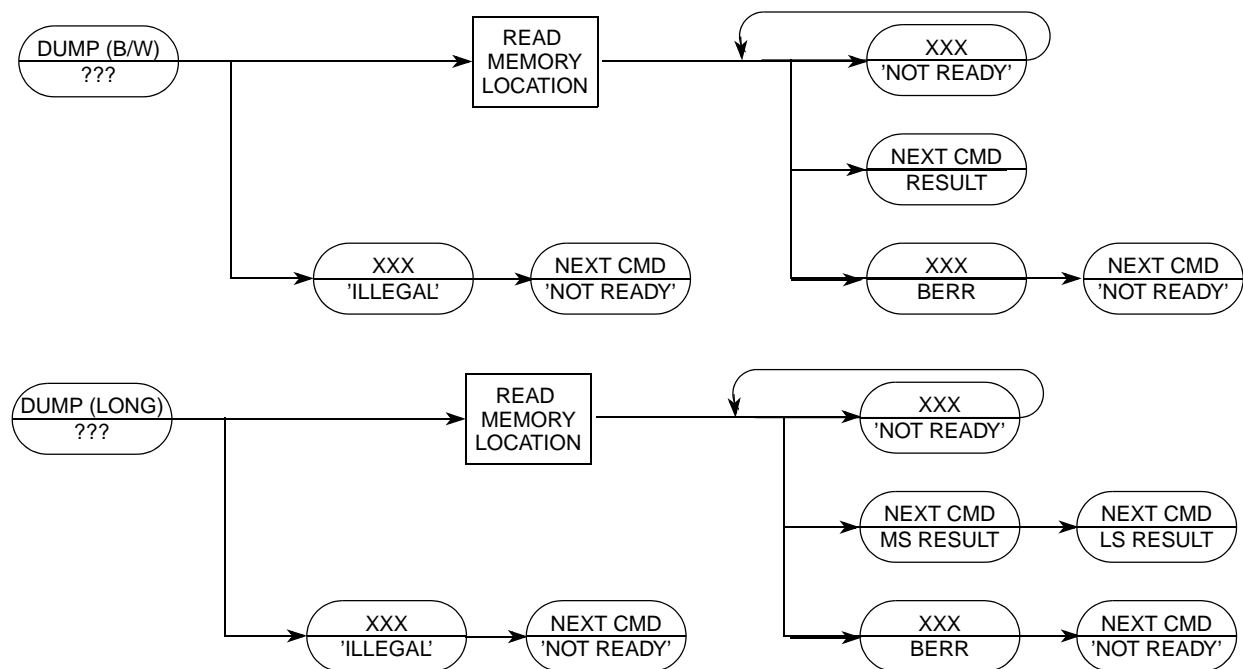 DUMP (B/W)
???
READ
MEMORY
LOCATION
XXX
'NOT READY'
NEXT CMD
RESULT
XXX
'ILLEGAL'
NEXT CMD
'NOT READY'
XXX
BERR
NEXT CMD
'NOT READY'
DUMP (LONG)
???
READ
MEMORY
LOCATION
XXX
'NOT READY'
NEXT CMD
MS RESULT
NEXT CMD
LS RESULT
XXX
'ILLEGAL'
NEXT CMD
'NOT READY'
XXX
BERR
NEXT CMD
'NOT READY'